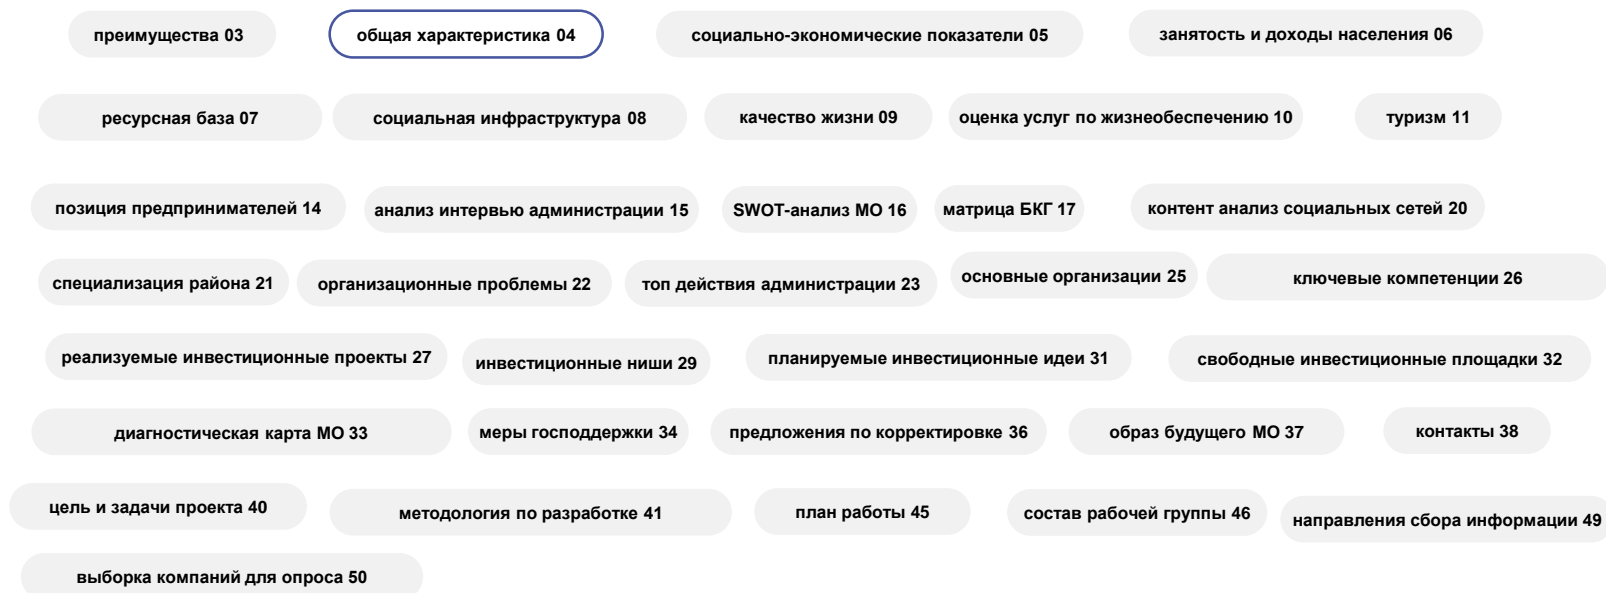 преимущества 03
общая характеристика 04
социально-экономические показатели 05
занятость и доходы населения 06
ресурсная база 07
социальная инфраструктура 08
качество жизни 09
оценка услуг по жизнеобеспечению 10
туризм 11
позиция предпринимателей 14
анализ интервью администрации 15
SWOT-анализ МО 16
матрица БКГ 17
контент анализ социальных сетей 20
специализация района 21
организационные проблемы 22
топ действия администрации 23
основные организации 25
ключевые компетенции 26
реализуемые инвестиционные проекты 27
инвестиционные ниши 29
планируемые инвестиционные идеи 31
свободные инвестиционные площадки 32
диагностическая карта МО 33
меры господдержки 34
предложения по корректировке 36
образ будущего МО 37
контакты 38
цель и задачи проекта 40
методология по разработке 41
план работы 45
состав рабочей группы 46
направления сбора информации 49
выборка компаний для опроса 50